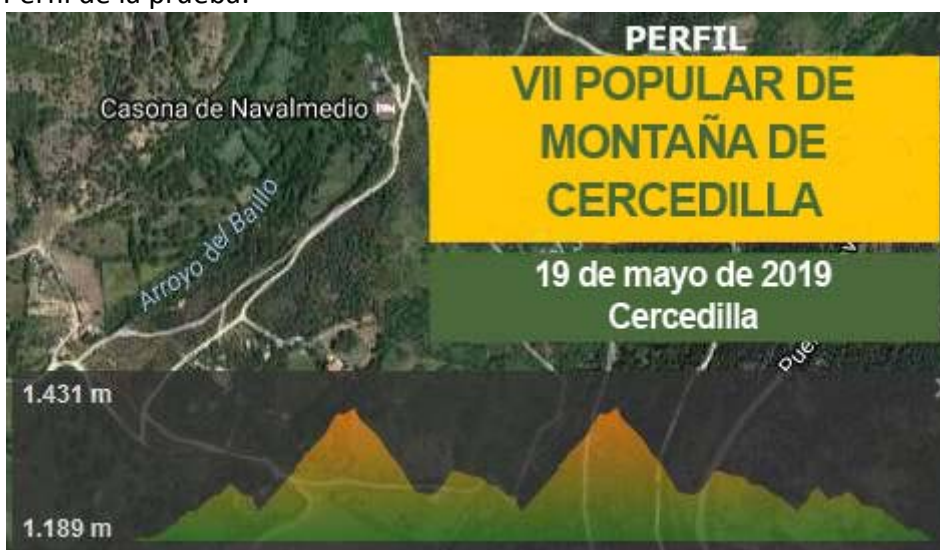 Perfil de la prueba:
PERFIL
VII POPULAR DE
MONTAÑA DE
CERCEDILLA
Casona de Navalmedio
19 de mayo de 2019
Cercedilla
Arroyo del Baíllo
1.431 m
1.189 m